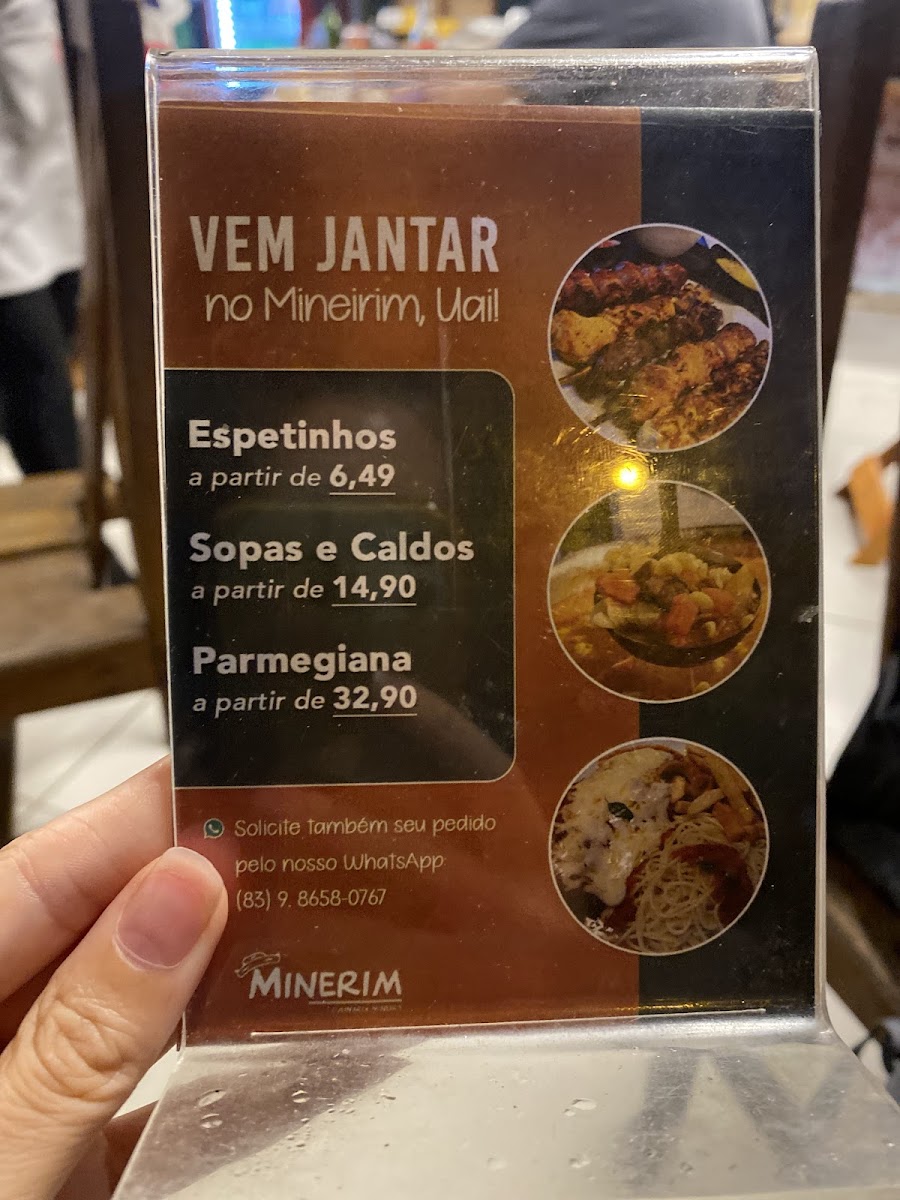 VEM JANTAR
no Mineirim, Uai!
Espetinhos
a partir de 6,49
Sopas e Caldos
a partir de 14,90
Parmegiana
a partir de 32,90
Solicite também seu pedido
pelo nosso WhatsApp
(83) 9. 8658-0767
MINERIM